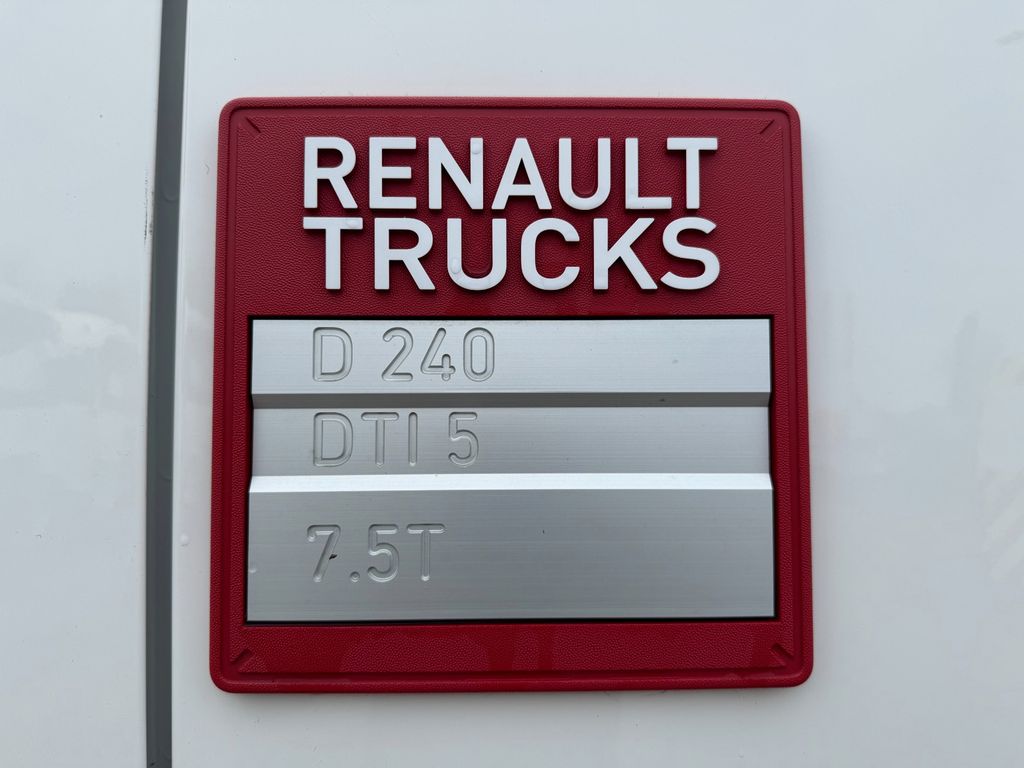 RENAULT
TRUCKS
D 240
DTI 5
7.5T